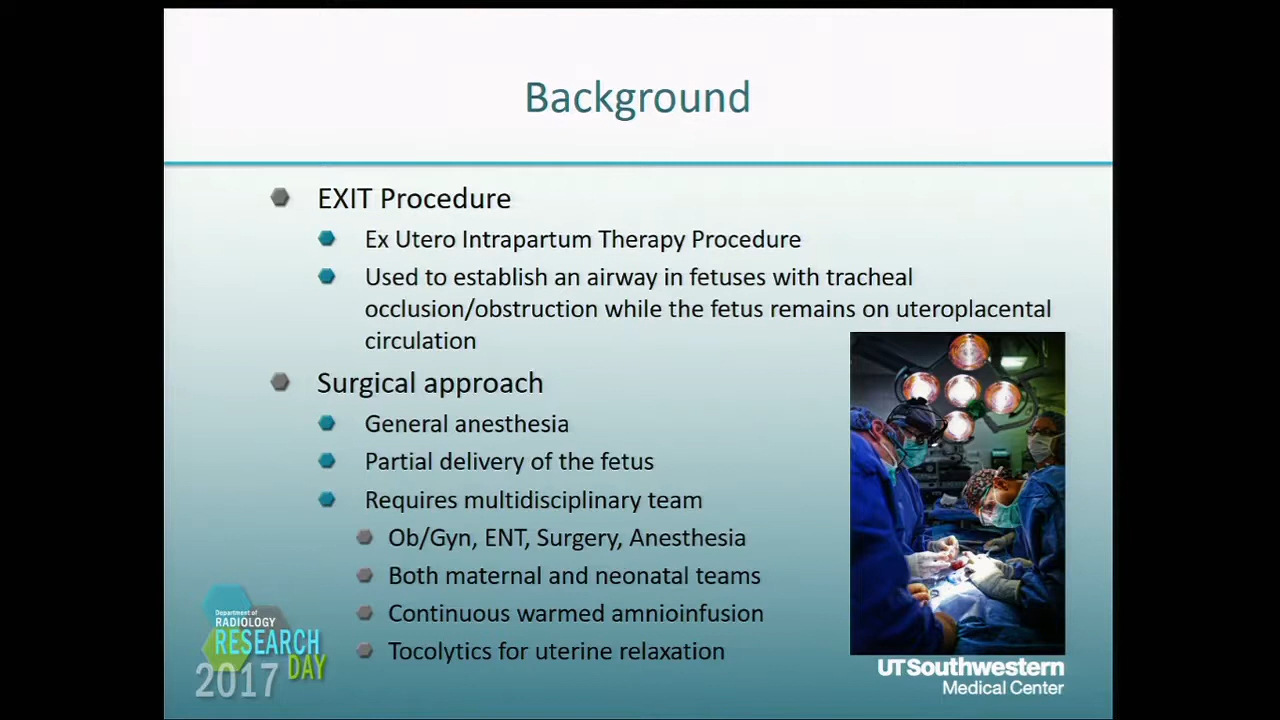 Background
EXIT Procedure
Ex Utero Intrapartum Therapy Procedure
Used to establish an airway in fetuses with tracheal
occlusion/obstruction while the fetus remains on uteroplacental
circulation
Surgical approach
General anesthesia
Partial delivery of the fetus
Requires multidisciplinary team
Ob/Gyn, ENT, Surgery, Anesthesia
Both maternal and neonatal teams
Continuous warmed amnioinfusion
Tocolytics for uterine relaxation
Department of
RADIOLOGY
RESEARCH
DAY
2017
UTSouthwestern
Medical Center